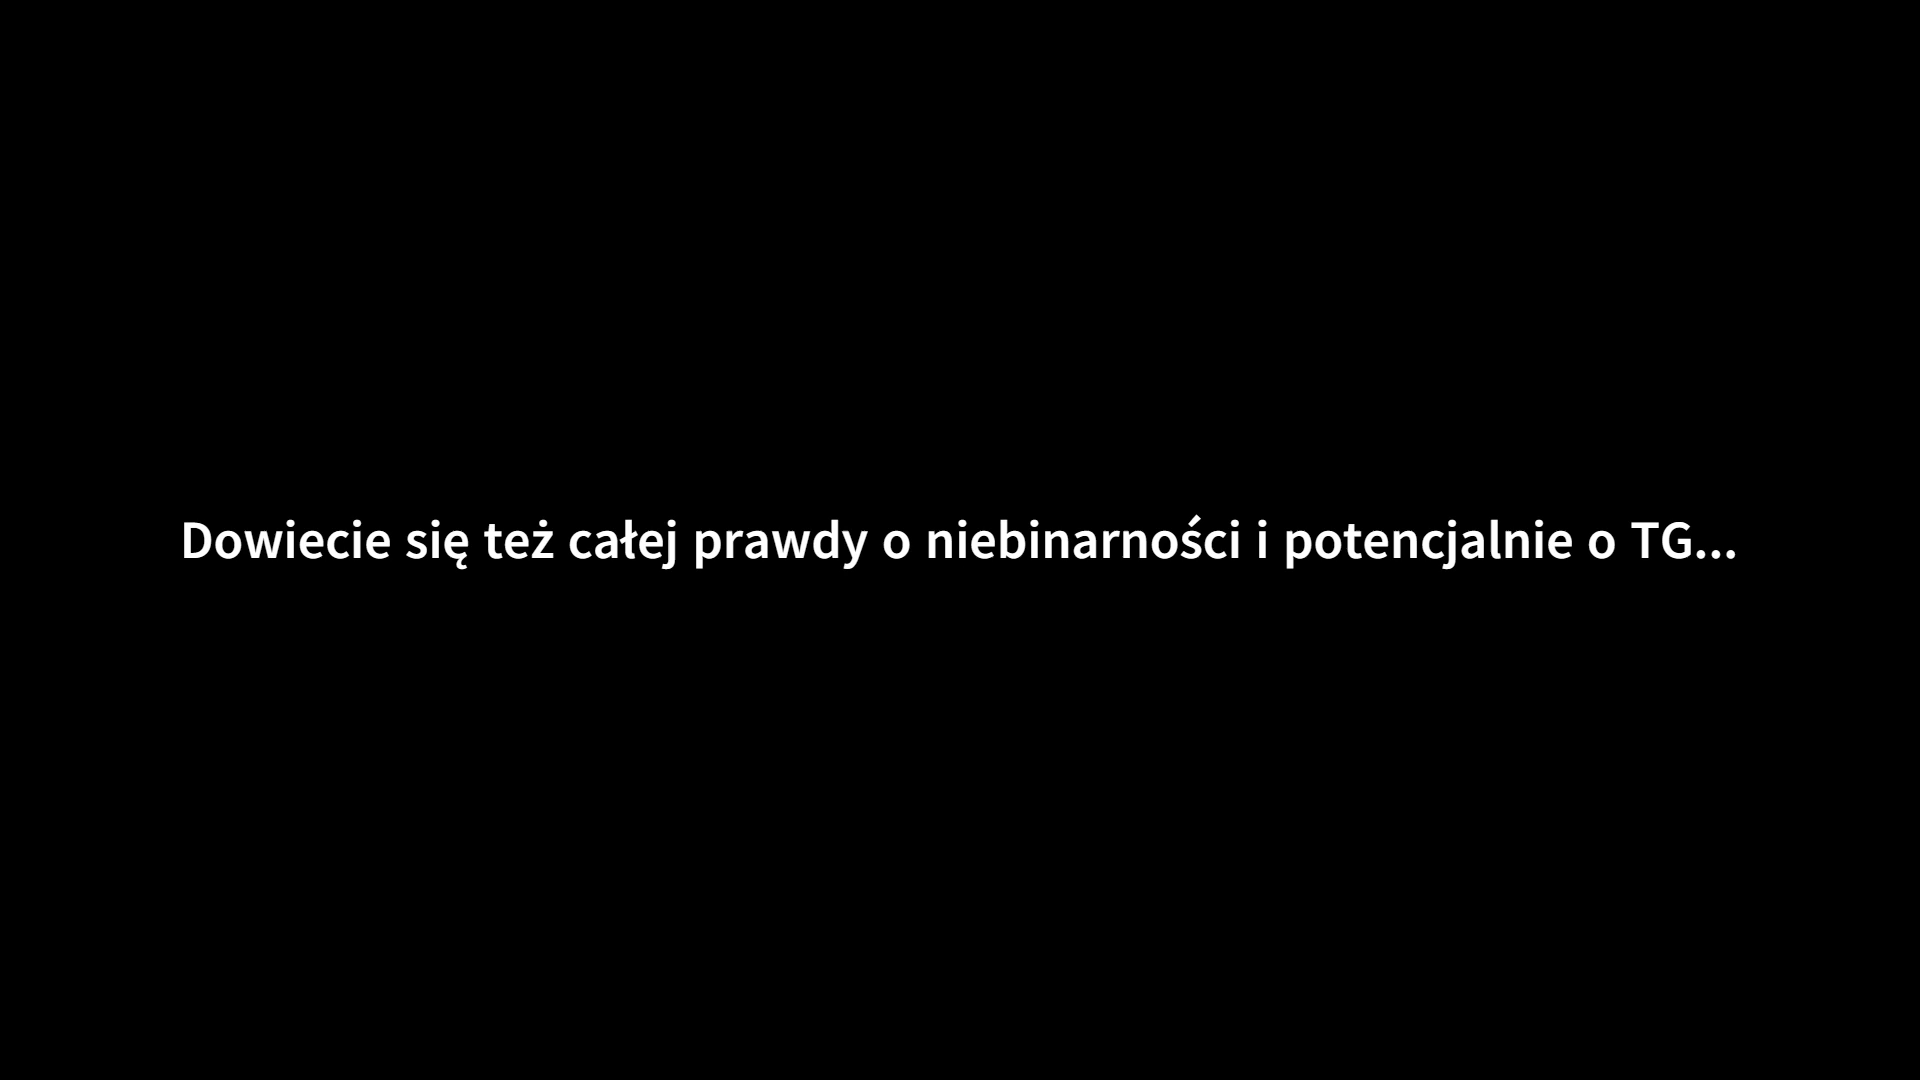 Dowiecie się też całej prawdy o niebinarności i potencjalnie o TG...